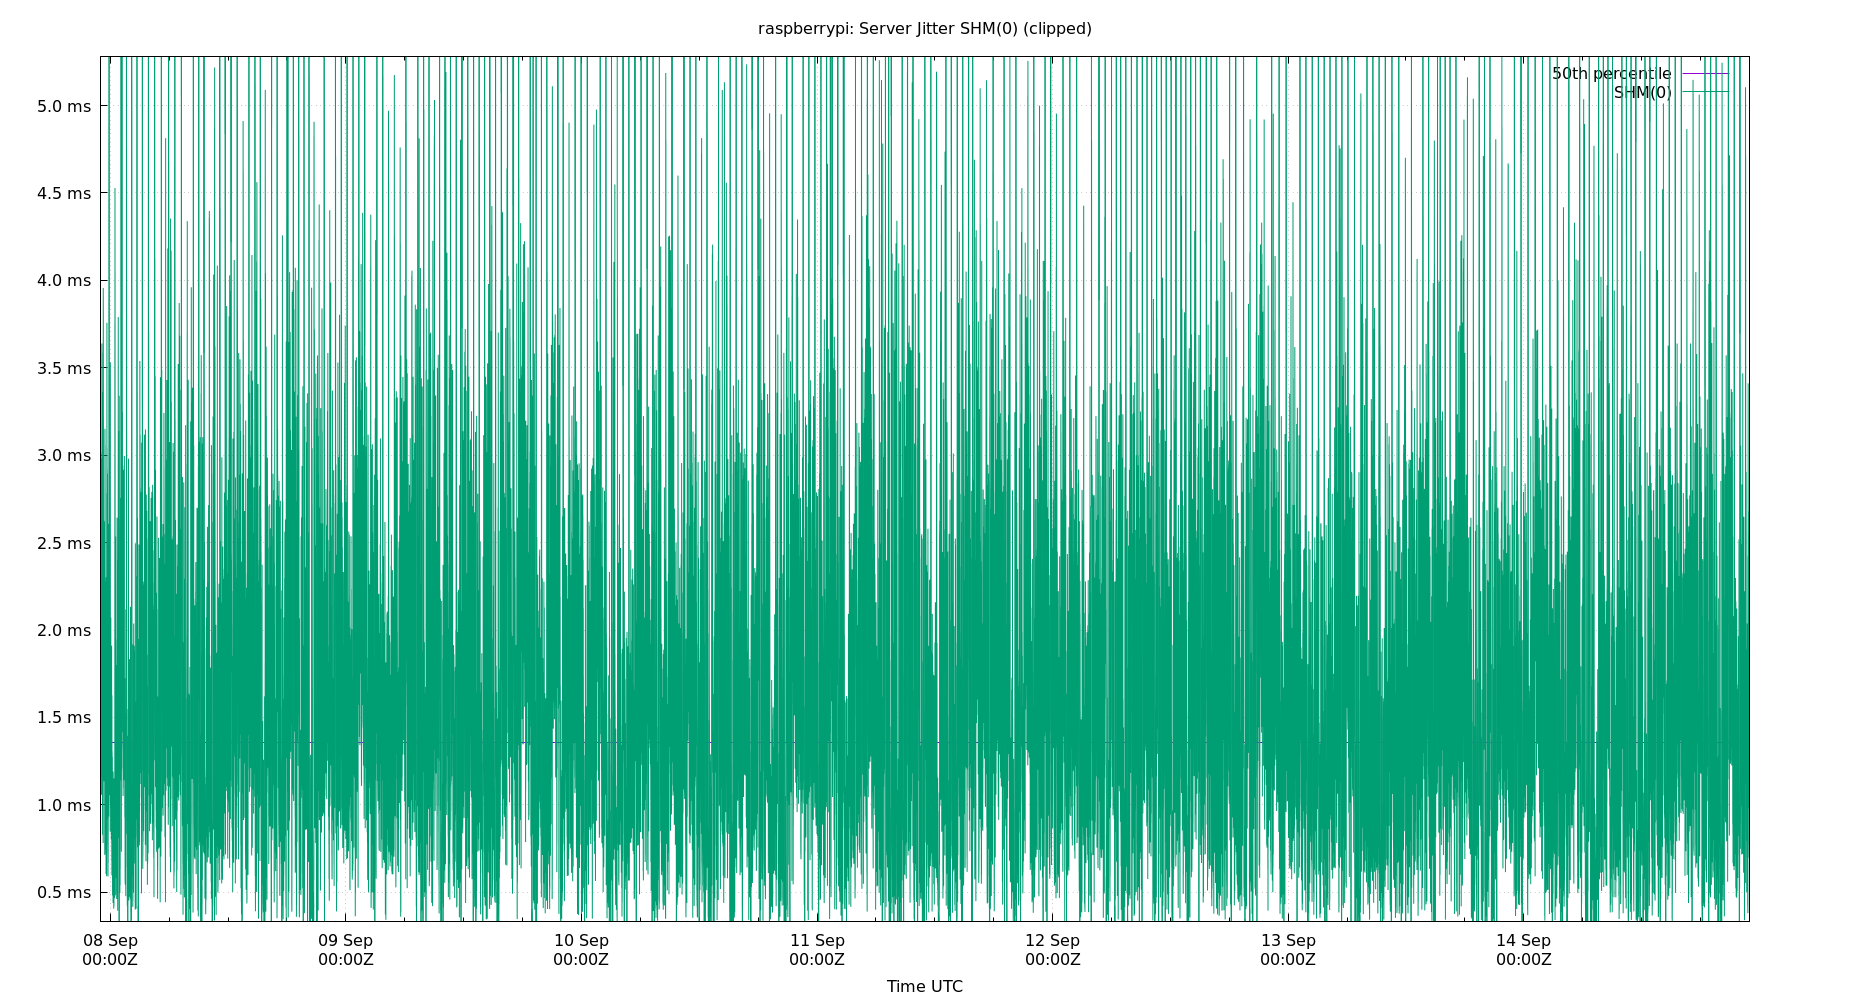 raspberrypi: Server Jitter SHM(0) (clipped)
50th percentile
SHM(0)
5.0 ms
4.5 ms
4.0 ms
3.5 ms
3.0 ms
2.5 ms
2.0 ms
1.5 ms
1.0 ms
0.5 ms
08 Sep 09 Sep 10 Sep 11 Sep 12 Sep 13 Sep 14 Sep
00:00Z 00:00Z 00:00Z 00:00Z 00:00Z 00:00Z 00:00Z
Time UTC